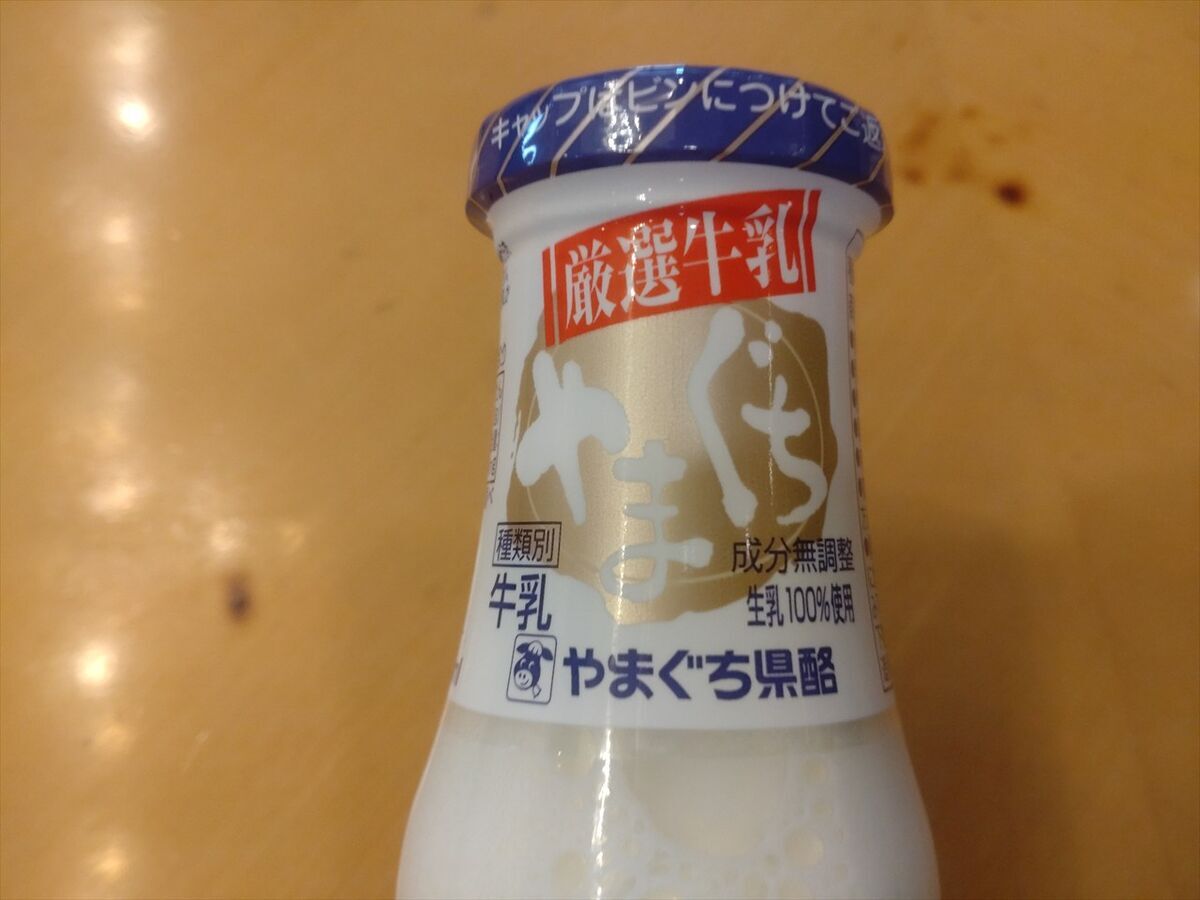 キャップはビンにつけてご返
厳選牛乳
やまぐち
種類別
牛乳
成分無調整
生乳100%使用
やまぐち県酪